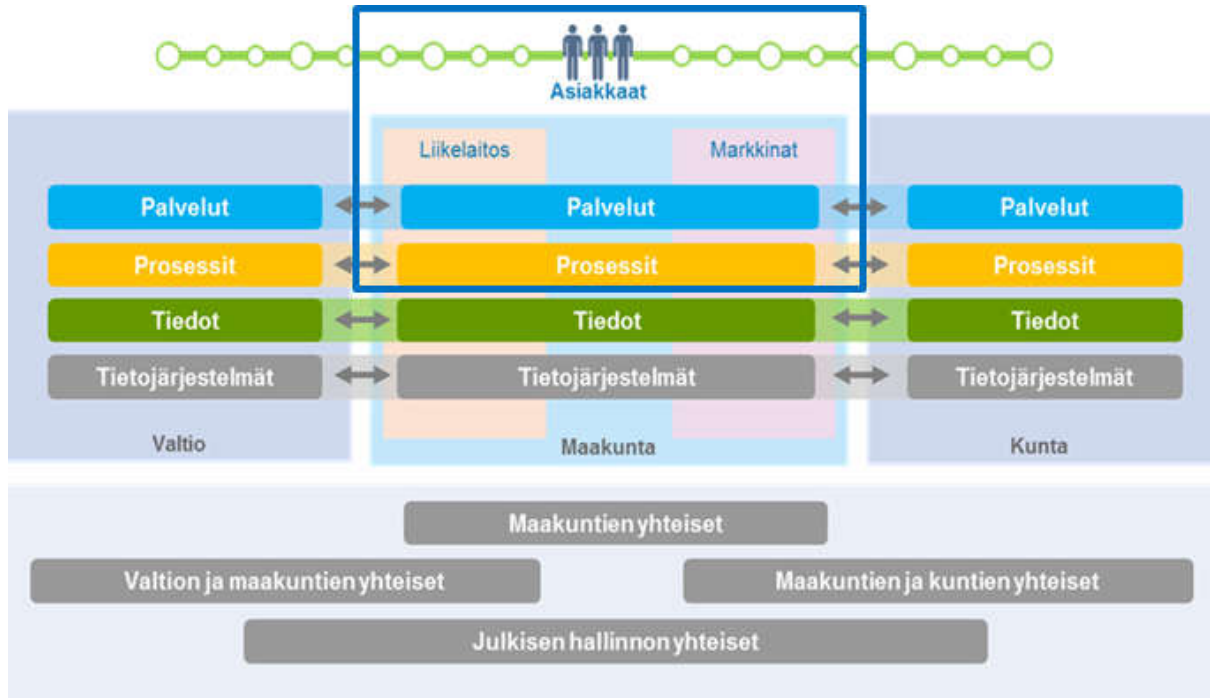 Asiakkaat
Liikelaitos Markkinat
Palvelut Palvelut Palvelut
Prosessit Prosessit Prosessit
Tiedot Tiedot Tiedot
Tietojärjestelmät Tietojärjestelmät Tietojärjestelmät
Valtio Maakunta Kunta
Maakuntien yhteiset
Valtion ja maakuntien yhteiset Maakuntien ja kuntien yhteiset
Julkisen hallinnon yhteiset